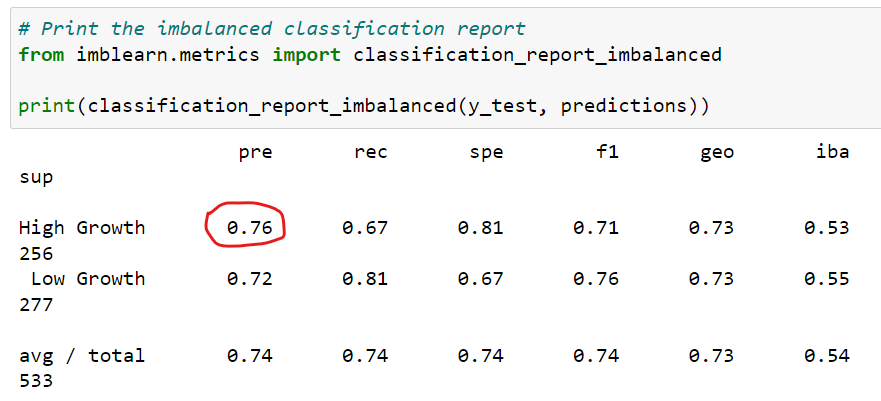 # Print the imbalanced classification report
from imblearn.metrics import classification_report_imbalanced
print(classification_report_imbalanced(y_test, predictions))
pre rec spe f1 geo iba
sup
High Growth 0.76 0.67 0.81 0.71 0.73 0.53
256
Low Growth 0.72 0.81 0.67 0.76 0.73 0.55
277
avg / total 0.74 0.74 0.74 0.74 0.73 0.54
533